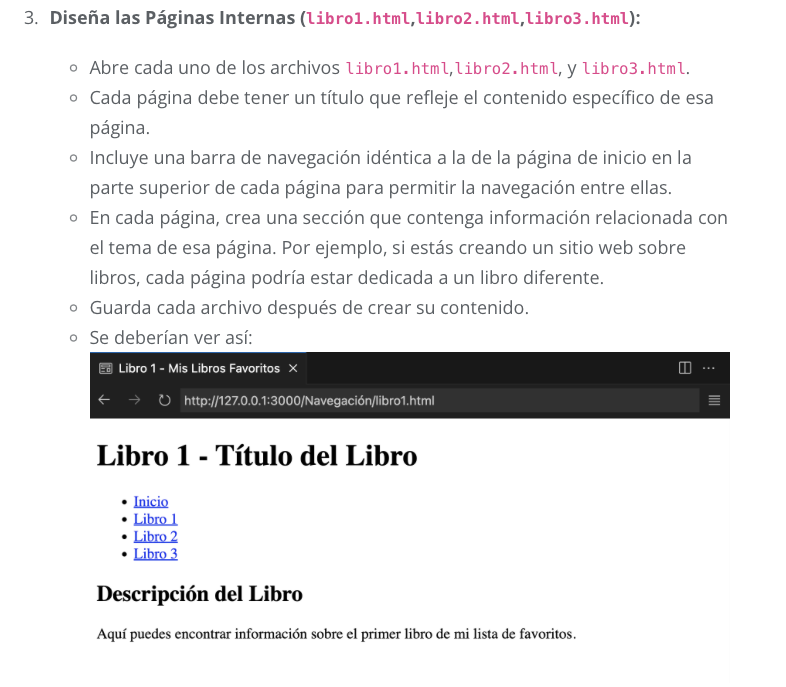 3. Diseña las Páginas Internas (libro1.html,libro2.html,libro3.html):
Abre cada uno de los archivos libro1.html,libro2.html, y libro3.html.
Cada página debe tener un título que refleje el contenido específico de esa
página.
Incluye una barra de navegación idéntica a la de la página de inicio en la
parte superior de cada página para permitir la navegación entre ellas.
En cada página, crea una sección que contenga información relacionada con
el tema de esa página. Por ejemplo, si estás creando un sitio web sobre
libros, cada página podría estar dedicada a un libro diferente.
Guarda cada archivo después de crear su contenido.
Se deberían ver así:
Libro 1 - Mis Libros Favoritos
http://127.0.0.1:3000/Navegación/libro1.html
Libro 1 - Título del Libro
Inicio
Libro 1
Libro 2
Libro 3
Descripción del Libro
Aquí puedes encontrar información sobre el primer libro de mi lista de favoritos.